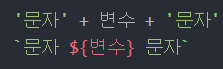 '문자' + 변수 + '문자'
`문자 ${변수} 문자`